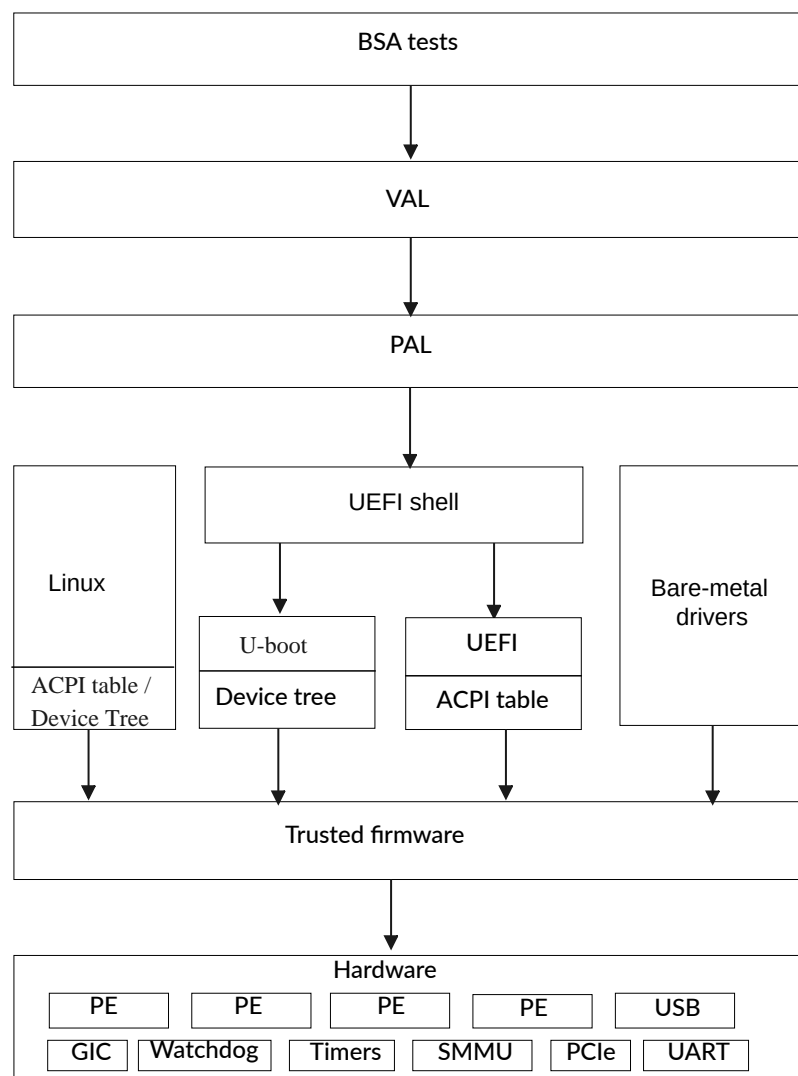 BSA tests
VAL
PAL
UEFI shell
Linux
Bare-metal
drivers
U-boot
UEFI
ACPI table /
Device Tree
Device tree
ACPI table
Trusted firmware
Hardware
PE
PE
PE
PE
USB
GIC
Watchdog
Timers
SMMU
PCIe
UART